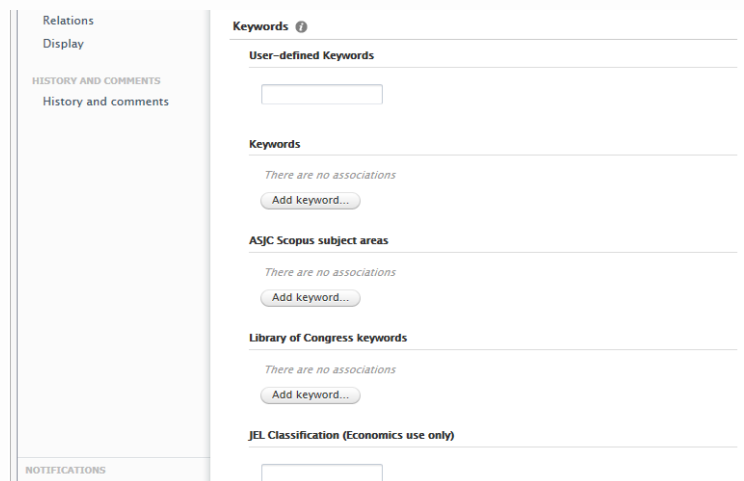 Relations
Display
HISTORY AND COMMENTS
History and comments
NOTIFICATIONS
Keywords
User-defined Keywords
Keywords
There are no associations
Add keyword...
ASJC Scopus subject areas
There are no associations
Add keyword...
Library of Congress keywords
There are no associations
Add keyword...
JEL Classification (Economics use only)